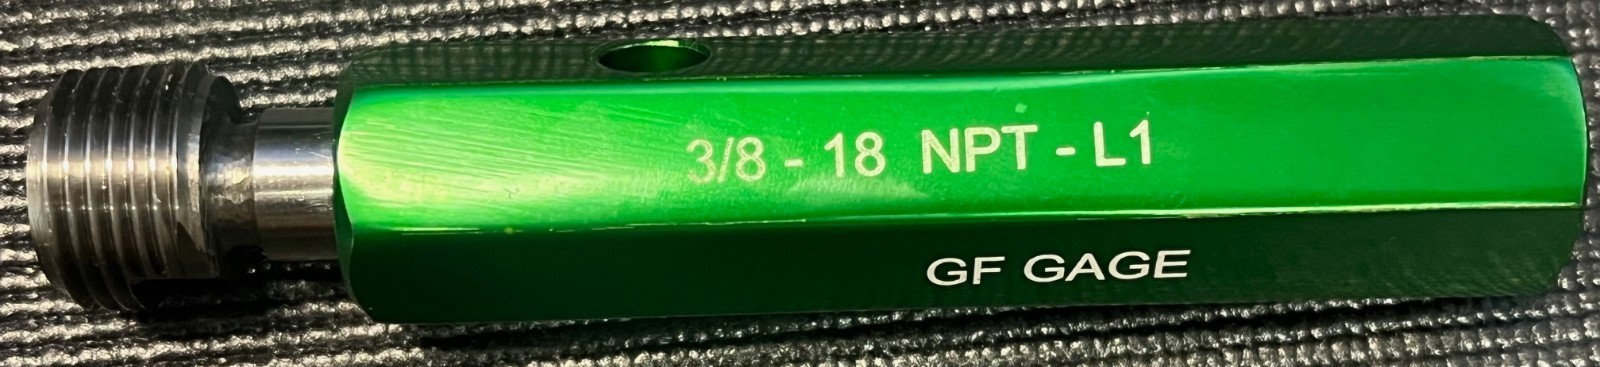 3/8 - 18 NPT - L1
GF GAGE